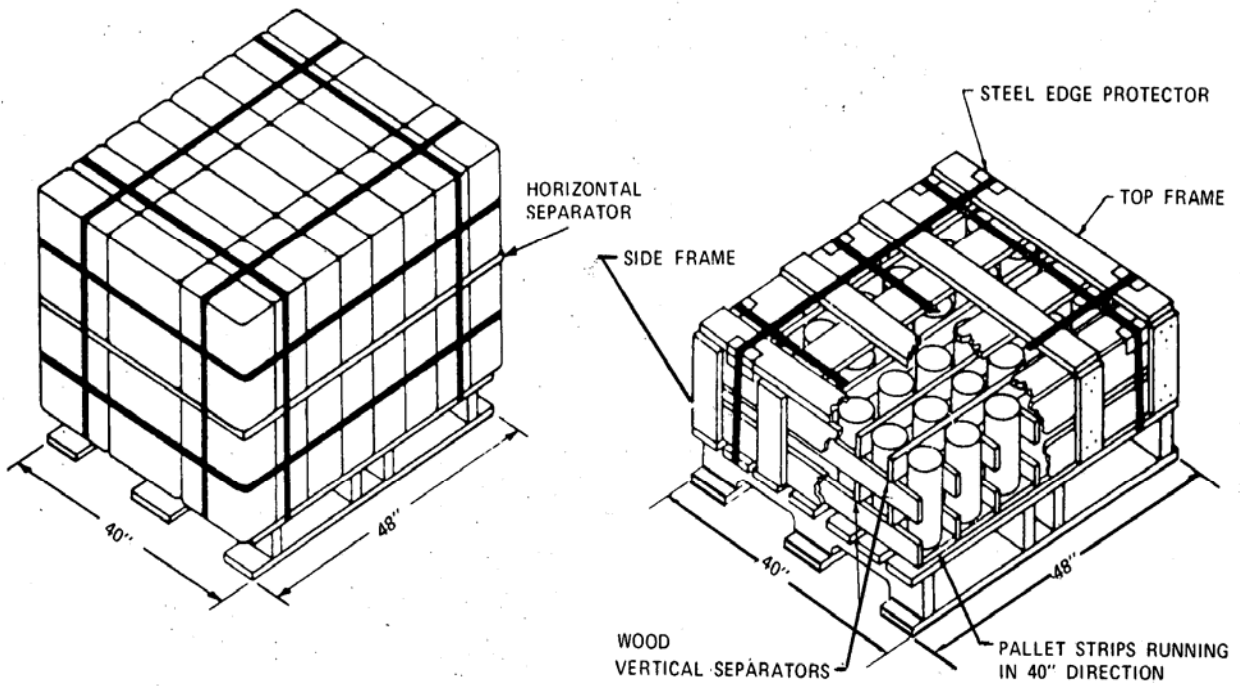 HORIZONTAL
SEPARATOR
40"
48"
STEEL EDGE PROTECTOR
TOP FRAME
SIDE FRAME
40"
48"
WOOD
VERTICAL SEPARATORS
PALLET STRIPS RUNNING
IN 40" DIRECTION